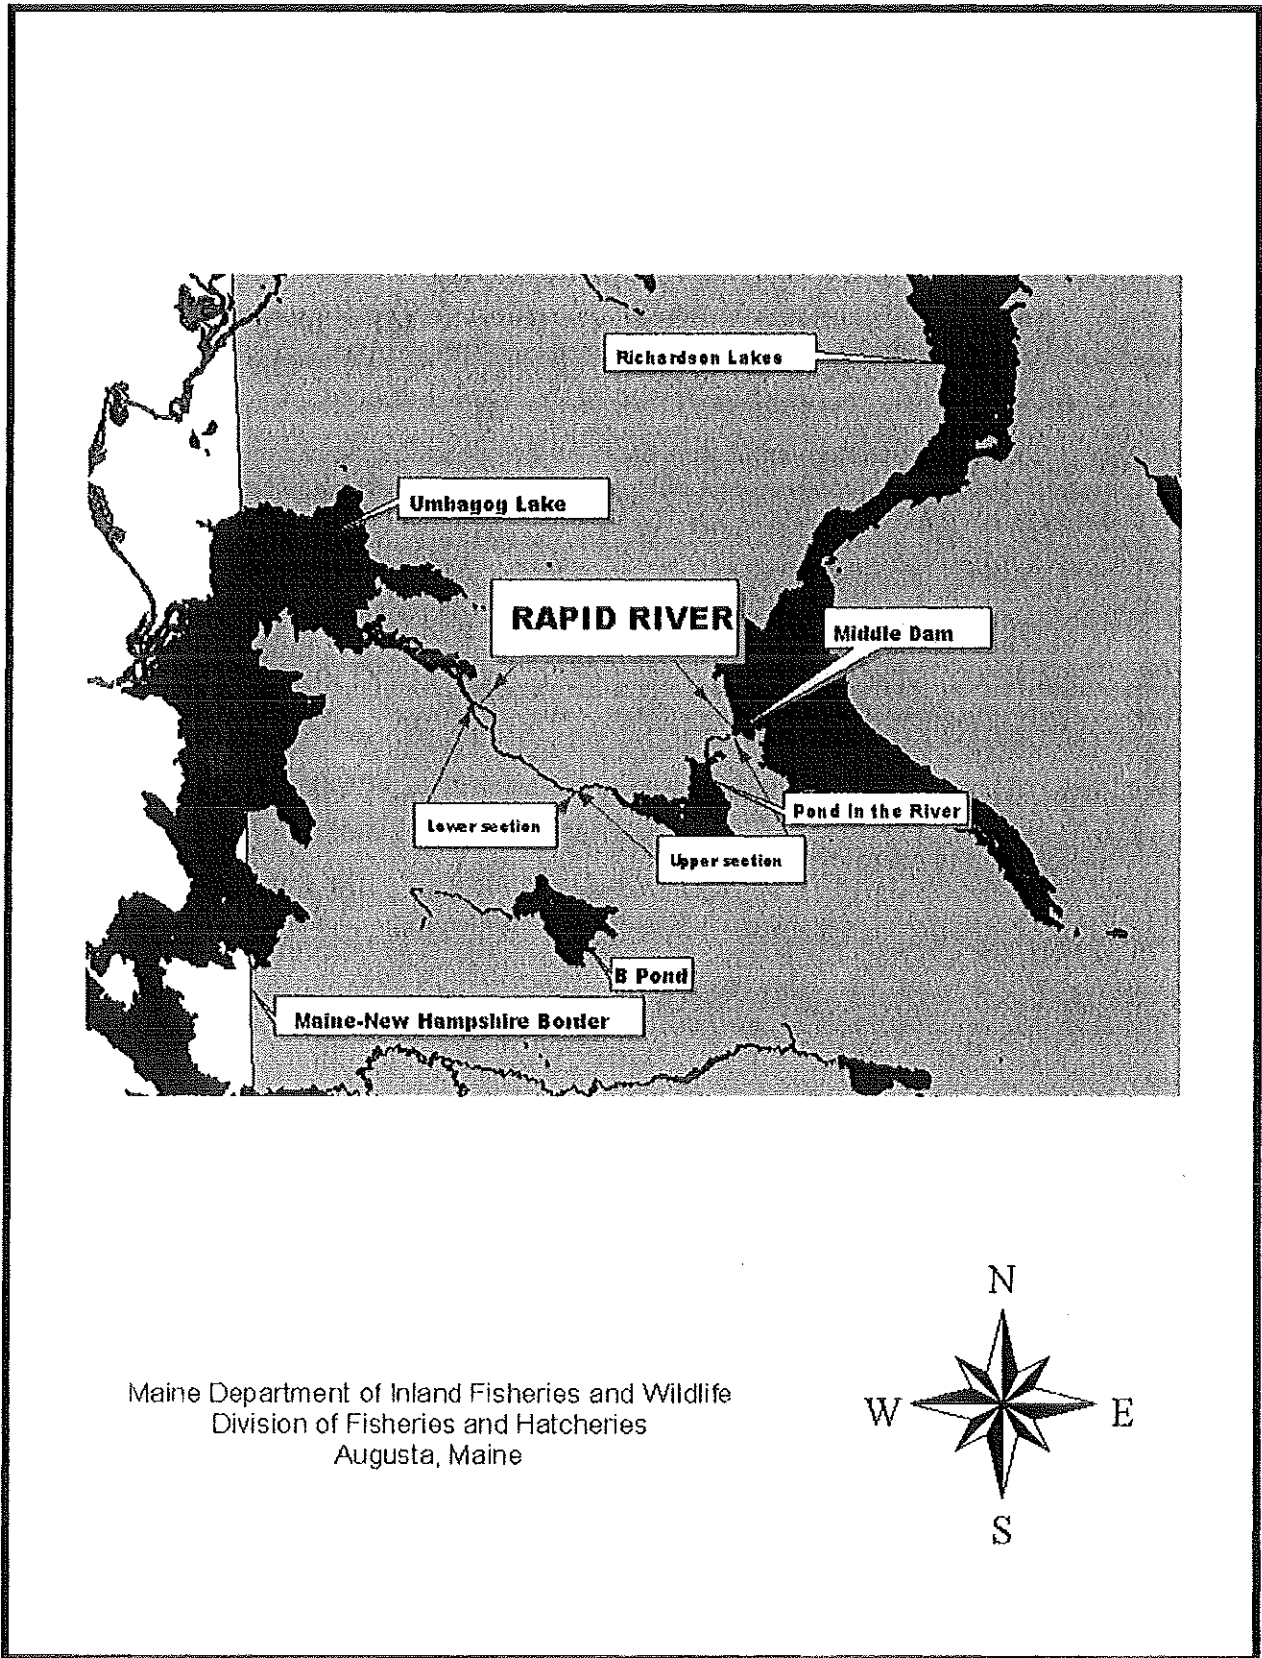 Richardson Lakes
Umbagog Lake
RAPID RIVER
Middle Dam
Pond In the River
Lower section
Upper section
B Pond
Maine-New Hampshire Border
N
W
E
S
Maine Department of Inland Fisheries and Wildlife
Division of Fisheries and Hatcheries
Augusta, Maine